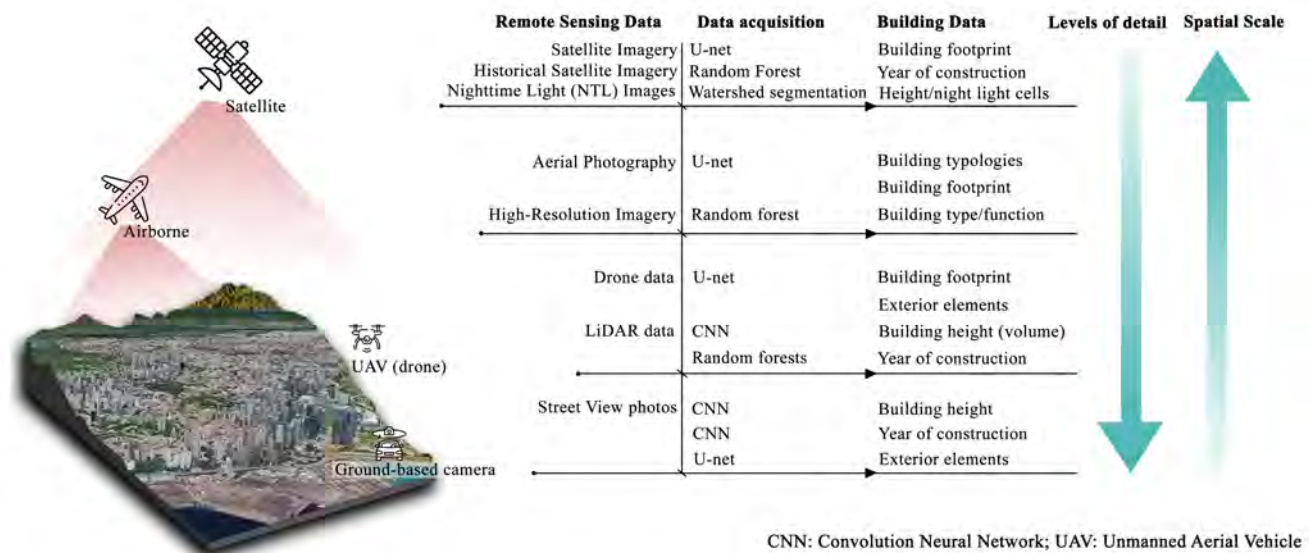 Remote Sensing Data Data acquisition Building Data Levels of detail Spatial Scale
Satellite Imagery U-net Building footprint
Historical Satellite Imagery Random Forest Year of construction
Nighttime Light (NTL) Images Watershed segmentation Height/night light cells
Satellite
Aerial Photography U-net Building typologies
Building footprint
High-Resolution Imagery Random forest Building type/function
Airborne
Drone data U-net Building footprint
Exterior elements
LiDAR data CNN Building height (volume)
Random forests Year of construction
UAV (drone)
Street View photos CNN Building height
CNN Year of construction
U-net Exterior elements
Ground-based camera
CNN: Convolution Neural Network; UAV: Unmanned Aerial Vehicle